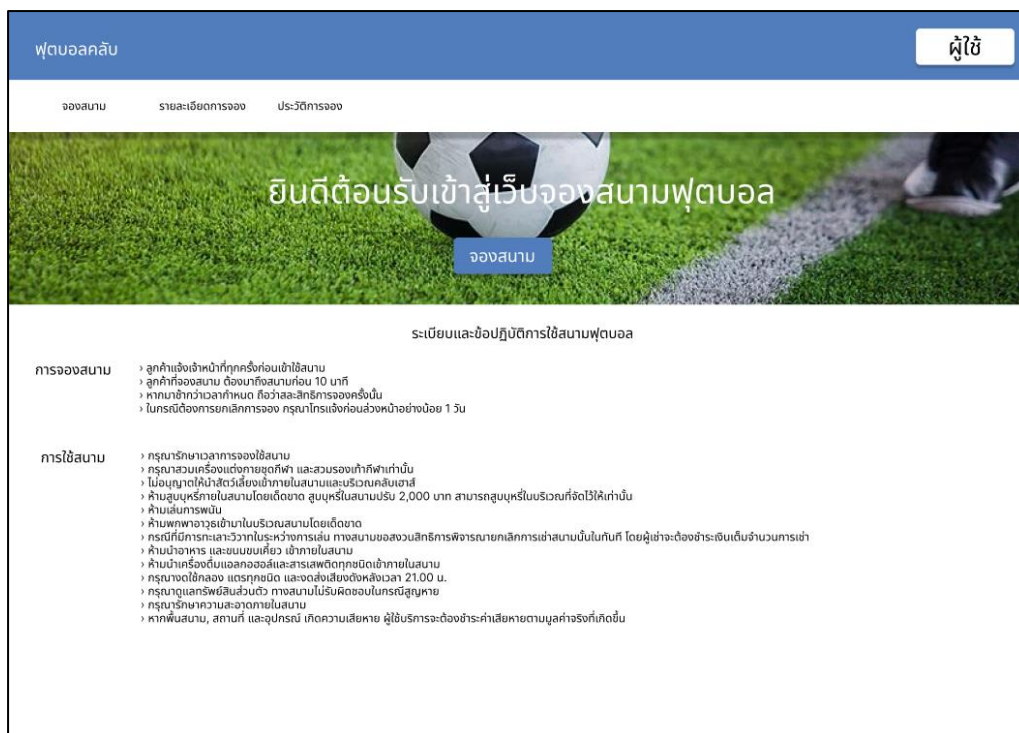 ฟุตบอลคลับ
ผู้ใช้
จองสนาม
รายละเอียดการจอง
ประวัติการจอง
ยินดีต้อนรับเข้าสู่เว็บจองสนามฟุตบอล
จองสนาม
ระเบียบและข้อปฏิบัติการใช้สนามฟุตบอล
การจองสนาม
› ลูกค้าแจ้งเจ้าหน้าที่ทุกครั้งก่อนเข้าใช้สนาม
› ลูกค้าที่จองสนาม ต้องมาถึงสนามก่อน 10 นาที
› หากมาช้ากว่าเวลากำหนด ถือว่าสละสิทธิการจองครั้งนั้น
› ในกรณีต้องการยกเลิกการจอง กรุณาโทรแจ้งก่อนล่วงหน้าอย่างน้อย 1 วัน
การใช้สนาม
› กรุณารักษาเวลาการจองใช้สนาม
› กรุณาสวมเครื่องแต่งกายชุดกีฬา และสวมรองเท้ากีฬาเท่านั้น
› ไม่อนุญาตให้นำสัตว์เลี้ยงเข้าภายในสนามและบริเวณคลับเฮาส์
› ห้ามสูบบุหรี่ภายในสนามโดยเด็ดขาด สูบบุหรี่ในสนามปรับ 2,000 บาท สามารถสูบบุหรี่ในบริเวณที่จัดไว้ให้เท่านั้น
› ห้ามเล่นการพนัน
› ห้ามพกพาอาวุธเข้ามาในบริเวณสนามโดยเด็ดขาด
› กรณีที่มีการทะเลาะวิวาทในระหว่างการเล่น ทางสนามขอสงวนสิทธิการพิจารณายกเลิกการเช่าสนามนั้นในทันที โดยผู้เช่าจะต้องชำระเงินเต็มจำนวนการเช่า
› ห้ามนำอาหาร และขนมขบเคี้ยว เข้าภายในสนาม
› ห้ามนำเครื่องดื่มแอลกอฮอล์และสารเสพติดทุกชนิดเข้าภายในสนาม
› กรุณางดใช้กลอง แตรทุกชนิด และงดส่งเสียงดังหลังเวลา 21.00 น.
› กรุณาดูแลทรัพย์สินส่วนตัว ทางสนามไม่รับผิดชอบในกรณีสูญหาย
› กรุณารักษาความสะอาดภายในสนาม
› หากพื้นสนาม, สถานที่ และอุปกรณ์ เกิดความเสียหาย ผู้ใช้บริการจะต้องชำระค่าเสียหายตามมูลค่าจริงที่เกิดขึ้น